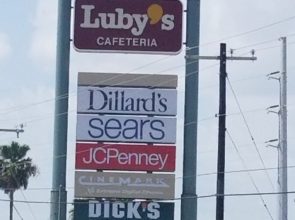 Luby's
CAFETERIA
Dillard's
sears
JCPenney
CINEMARK
DICK'S